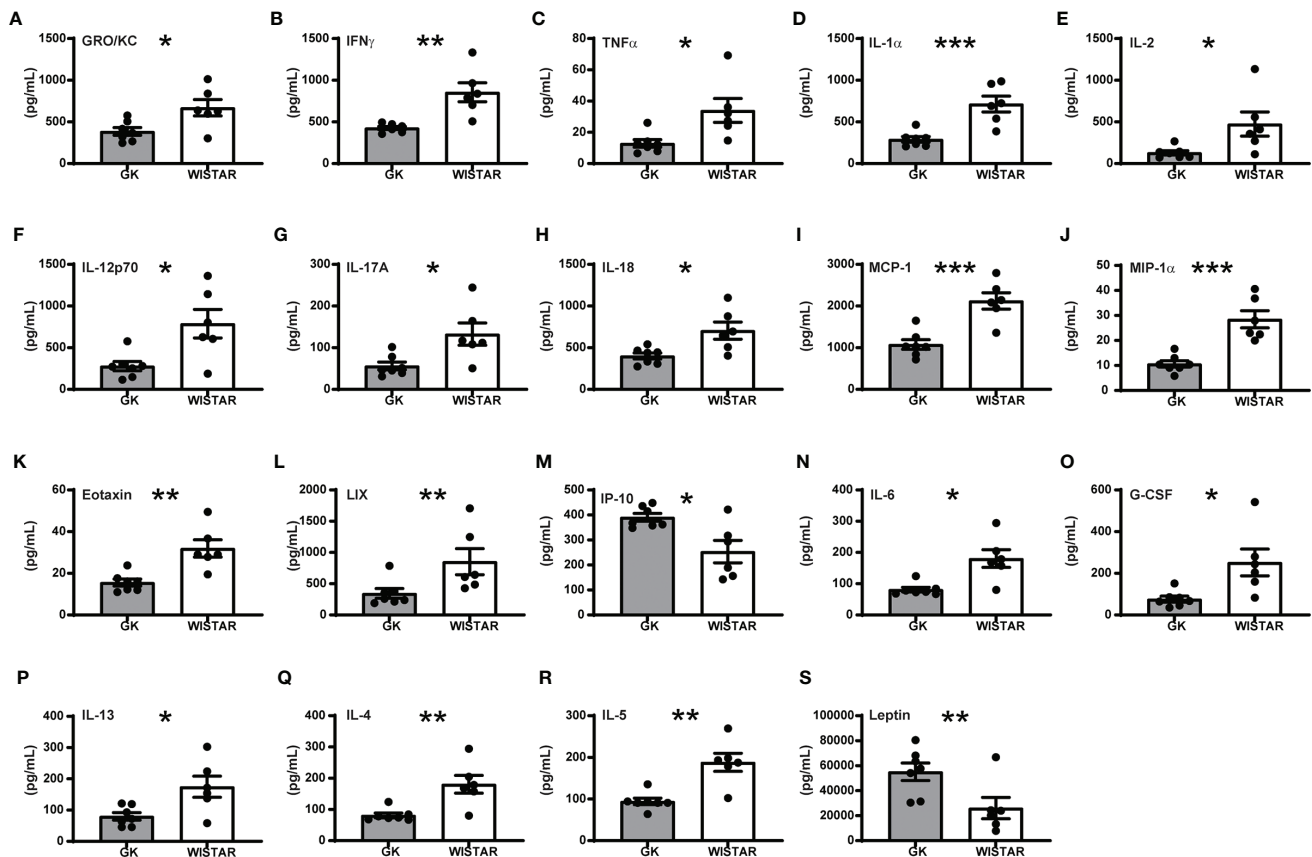 A
GRO/KC *
(pg/mL)
1500
1000
500
0
GK WISTAR
B
IFNγ **
(pg/mL)
1500
1000
500
0
GK WISTAR
C
TNFα *
(pg/mL)
80
60
40
20
0
GK WISTAR
D
IL-1α ***
(pg/mL)
1500
1000
500
0
GK WISTAR
E
IL-2 *
(pg/mL)
1500
1000
500
0
GK WISTAR
F
IL-12p70 *
(pg/mL)
1500
1000
500
0
GK WISTAR
G
IL-17A *
(pg/mL)
300
200
100
0
GK WISTAR
H
IL-18 *
(pg/mL)
1500
1000
500
0
GK WISTAR
I
MCP-1 ***
(pg/mL)
3000
2000
1000
0
GK WISTAR
J
MIP-1α ***
(pg/mL)
50
40
30
20
10
0
GK WISTAR
K
Eotaxin **
(pg/mL)
60
40
20
0
GK WISTAR
L
LIX **
(pg/mL)
2000
1500
1000
500
0
GK WISTAR
M
IP-10 *
(pg/mL)
500
400
300
200
100
0
GK WISTAR
N
IL-6 *
(pg/mL)
400
300
200
100
0
GK WISTAR
O
G-CSF *
(pg/mL)
600
400
200
0
GK WISTAR
P
IL-13 *
(pg/mL)
400
300
200
100
0
GK WISTAR
Q
IL-4 **
(pg/mL)
400
300
200
100
0
GK WISTAR
R
IL-5 **
(pg/mL)
300
200
100
0
GK WISTAR
S
Leptin **
(pg/mL)
100000
80000
60000
40000
20000
0
GK WISTAR